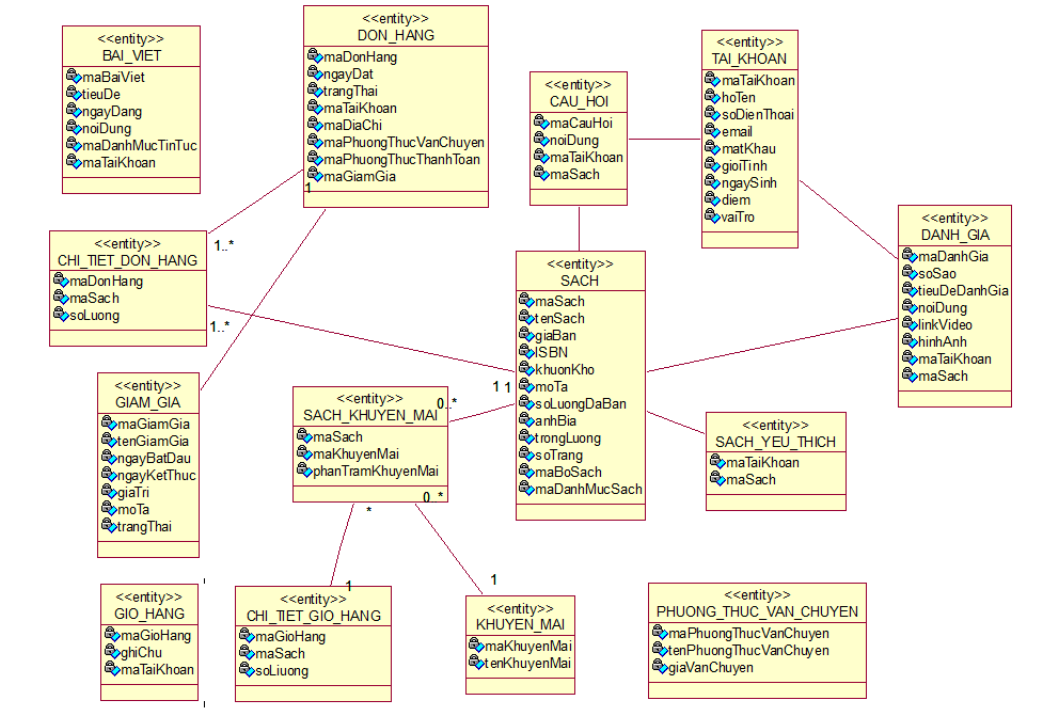 <<entity>>
BAI_VIET
maBaiViet
tieuDe
ngayDang
noiDung
maDanhMucTinTuc
maTaiKhoan
<<entity>>
DON_HANG
maDonHang
ngayDat
trangThai
maTaiKhoan
maDiaChi
maPhuongThucVanChuyen
maPhuongThucThanhToan
maGiamGia
1
<<entity>>
CAU_HOI
maCauHoi
noiDung
maTaiKhoan
maSach
<<entity>>
TAI_KHOAN
maTaiKhoan
hoTen
soDienThoai
email
matKhau
gioiTinh
ngaySinh
diem
vaiTro
<<entity>>
DANH_GIA
maDanhGia
soSao
tieuDeDanhGia
noiDung
linkVideo
hinhAnh
maTaiKhoan
maSach
1..*
<<entity>>
CHI_TIET_DON_HANG
maDonHang
maSach
soLuong
1..*
<<entity>>
SACH
maSach
tenSach
giaBan
ISBN
khuonKho
moTa
soLuongDaBan
anhBia
trongLuong
soTrang
maBoSach
maDanhMucSach
1 1
<<entity>>
GIAM_GIA
maGiamGia
tenGiamGia
ngayBatDau
ngayKetThuc
giaTri
moTa
trangThai
0..*
<<entity>>
SACH_KHUYEN_MAI
maSach
maKhuyenMai
phanTramKhuyenMai
0..*
*
<<entity>>
SACH_YEU_THICH
maTaiKhoan
maSach
<<entity>>
GIO_HANG
maGioHang
ghiChu
maTaiKhoan
1
<<entity>>
CHI_TIET_GIO_HANG
maGioHang
maSach
soLiuong
1
<<entity>>
KHUYEN_MAI
maKhuyenMai
tenKhuyenMai
<<entity>>
PHUONG_THUC_VAN_CHUYEN
maPhuongThucVanChuyen
tenPhuongThucVanChuyen
giaVanChuyen